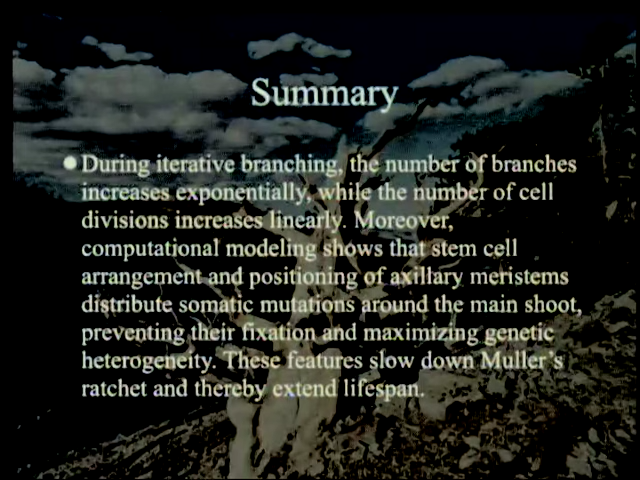 Summary
During iterative branching, the number of branches
increases exponentially, while the number of cell
divisions increases linearly. Moreover,
computational modeling shows that stem cell
arrangement and positioning of axillary meristems
distribute somatic mutations around the main shoot,
preventing their fixation and maximizing genetic
heterogeneity. These features slow down Muller's
ratchet and thereby extend lifespan.